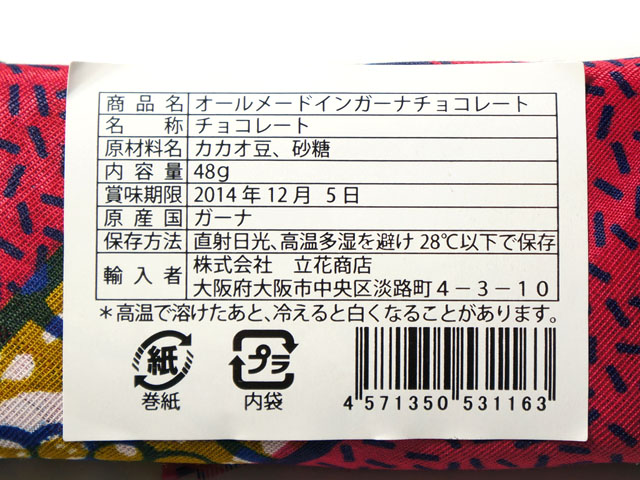 商品名 オールメードインガーナチョコレート
名称 チョコレート
原材料名 カカオ豆、砂糖
内容量 48g
賞味期限 2014年12月 5日
原産国 ガーナ
保存方法 直射日光、高温多湿を避け28℃以下で保存
輸入者 株式会社 立花商店
大阪府大阪市中央区淡路町4-3-10
*高温で溶けたあと、冷えると白くなることがあります。
紙 プラ
巻紙 内袋
4 571350 531163